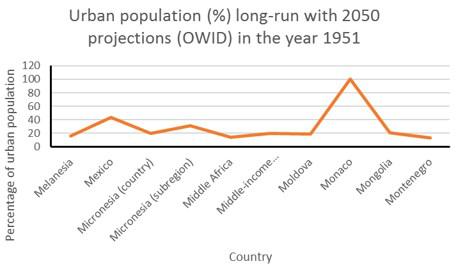 Urban population (%) long-run with 2050
projections (OWID) in the year 1951
Percentage of urban population
120
100
80
60
40
20
0
Melanesia
Mexico
Micronesia (country)
Micronesia (subregion)
Middle Africa
Middle-income...
Moldova
Monaco
Mongolia
Montenegro
Country